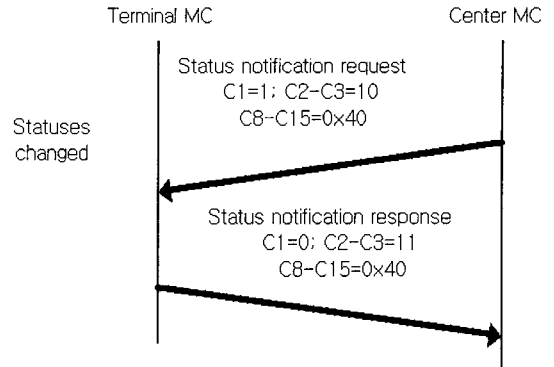 Terminal MC
Center MC
Status notification request
C1=1; C2-C3=10
C8-C15=0x40
Statuses
changed
Status notification response
C1=0; C2-C3=11
C8-C15=0x40